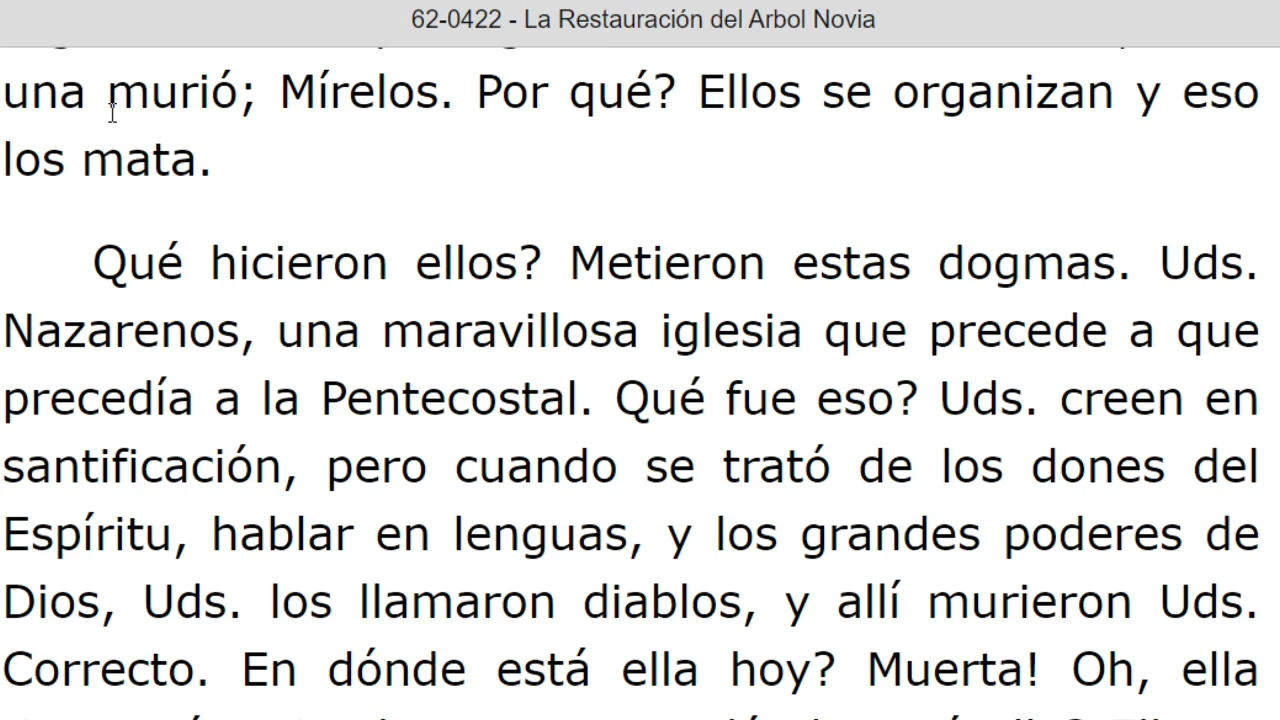 62-0422 - La Restauración del Arbol Novia
una murió; Mírelos. Por qué? Ellos se organizan y eso
los mata.
Qué hicieron ellos? Metieron estas dogmas. Uds.
Nazarenos, una maravillosa iglesia que precede a que
precedía a la Pentecostal. Qué fue eso? Uds. creen en
santificación, pero cuando se trató de los dones del
Espíritu, hablar en lenguas, y los grandes poderes de
Dios, Uds. los llamaron diablos, y allí murieron Uds.
Correcto. En dónde está ella hoy? Muerta! Oh, ella